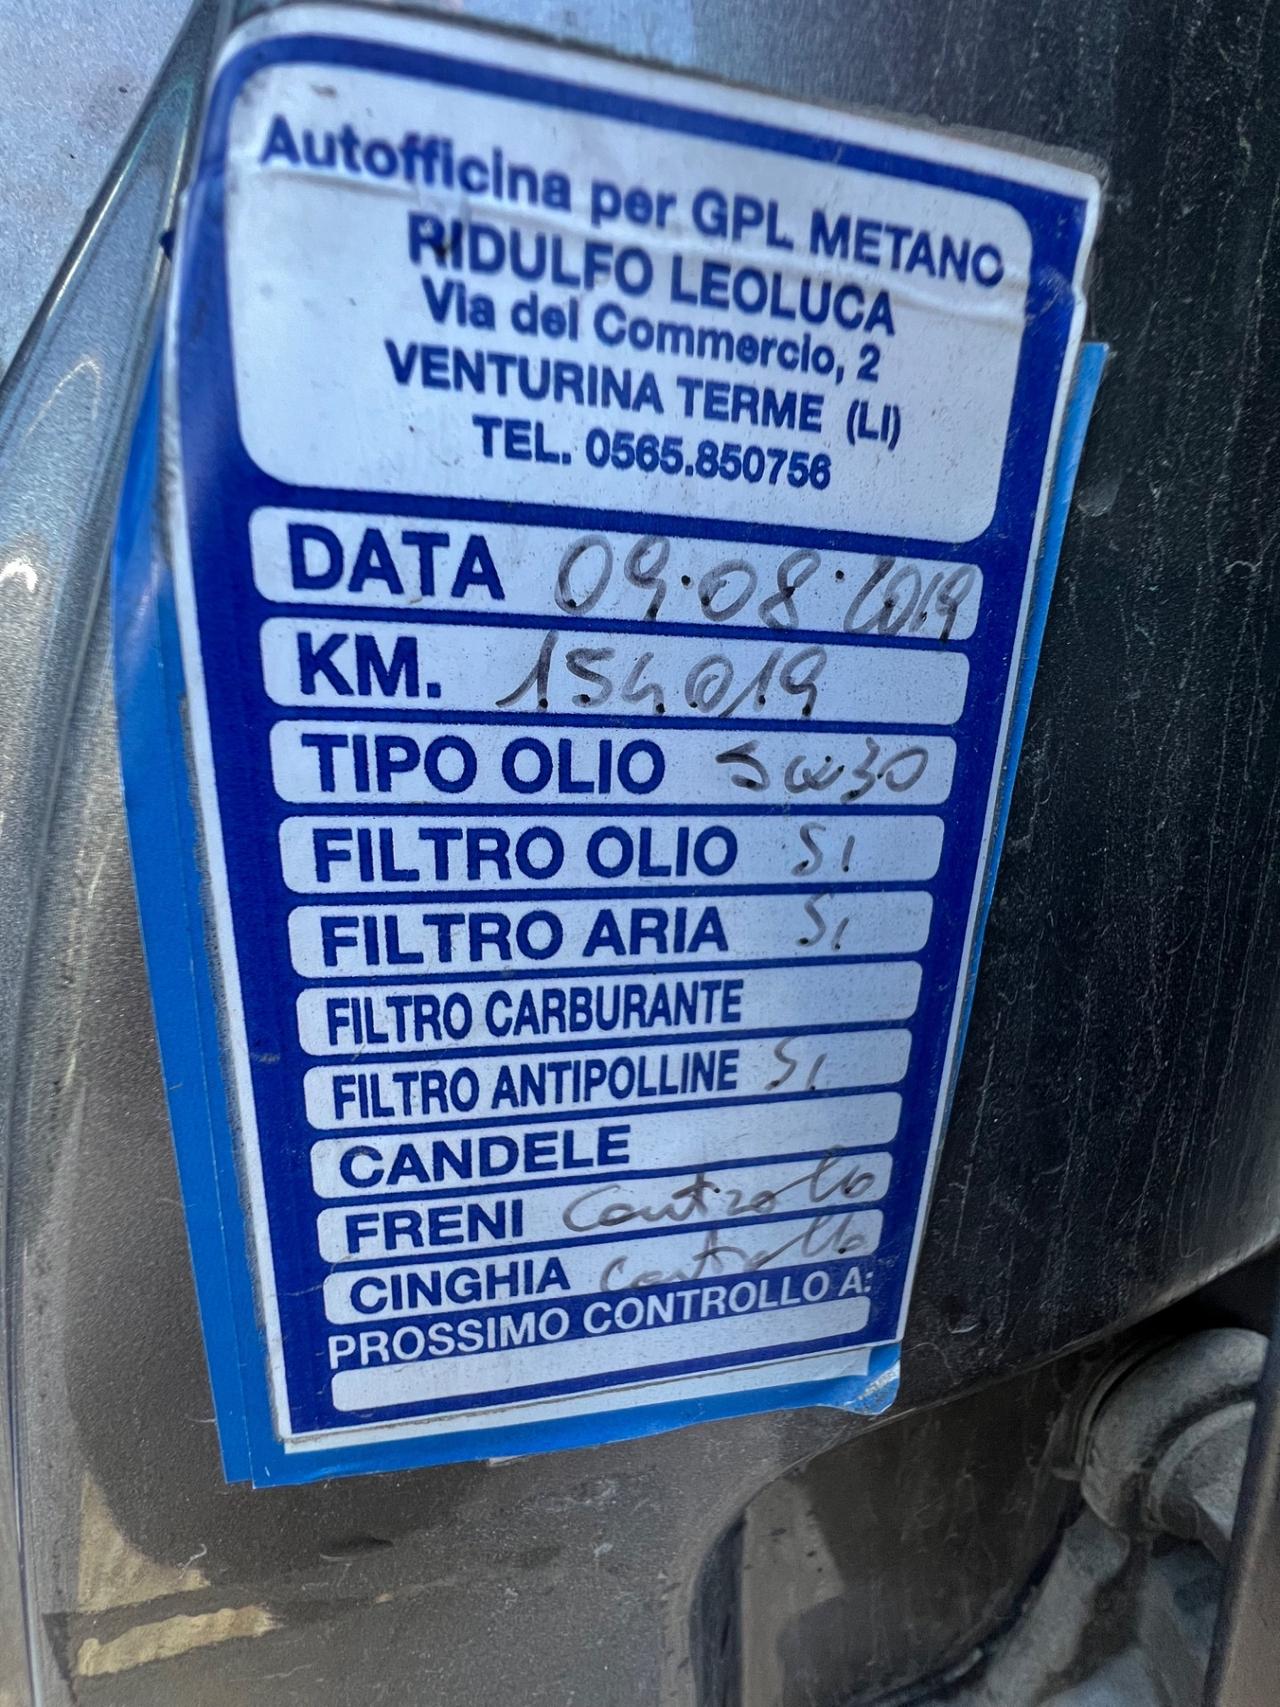 Autofficina per GPL METANO
RIDULFO LEOLUCA
Via del Commercio, 2
VENTURINA TERME (LI)
TEL. 0565.850756
DATA 09.08.2019
KM. 154019
TIPO OLIO 5w30
FILTRO OLIO Si
FILTRO ARIA Si
FILTRO CARBURANTE
FILTRO ANTIPOLLINE Si
CANDELE
FRENI Controllo
CINGHIA Controllo
PROSSIMO CONTROLLO A: